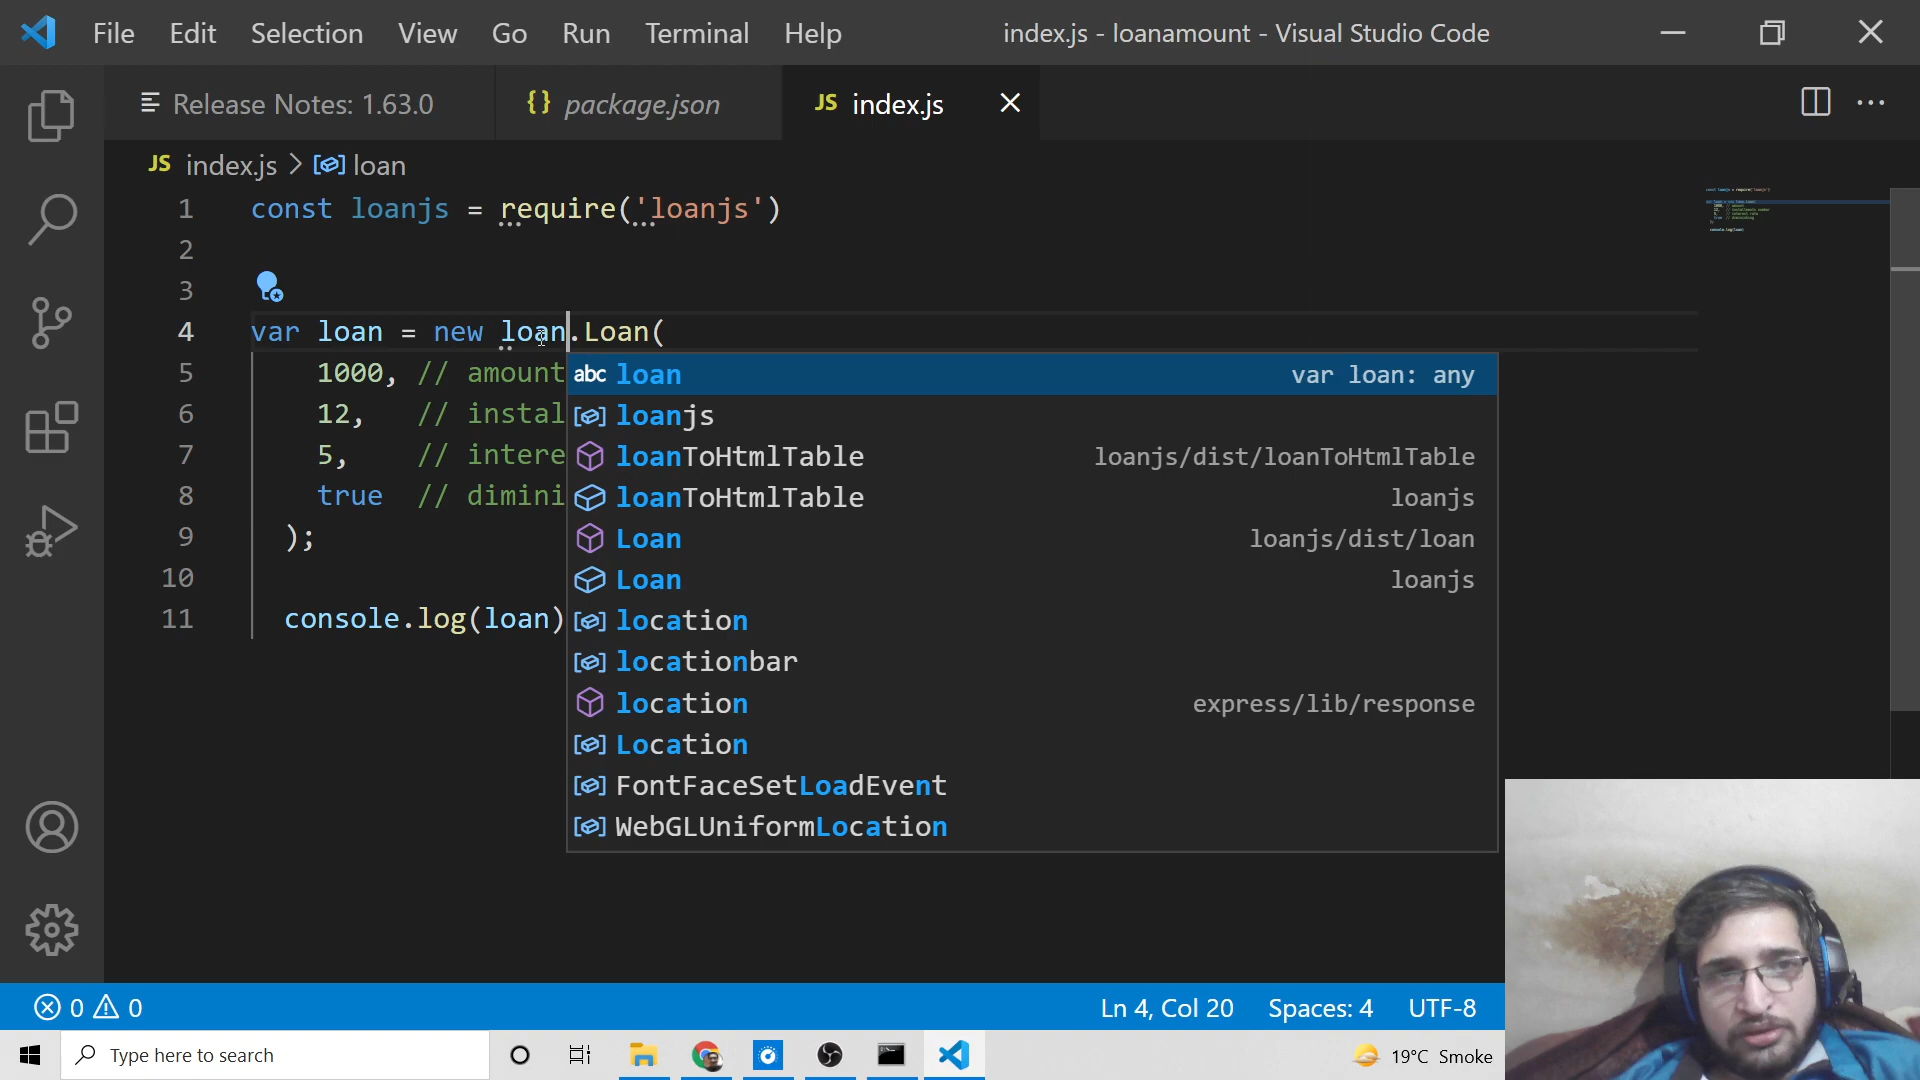 File Edit Selection View Go Run Terminal Help index.js - loanamount - Visual Studio Code
Release Notes: 1.63.0 {} package.json JS index.js
JS index.js > loan
1 const loanjs = require('loanjs')
2
3
4 var loan = new loan.Loan(
5 1000, // amount
6 12, // instal
7 5, // intere
8 true // dimini
9 );
10
11 console.log(loan)
abc loan var loan: any
loanjs
loanToHtmlTable loanjs/dist/loanToHtmlTable
loanToHtmlTable loanjs
Loan loanjs/dist/loan
Loan loanjs
location
locationbar
location express/lib/response
Location
FontFaceSetLoadEvent
WebGLUniformLocation
0 0 Ln 4, Col 20 Spaces: 4 UTF-8
Type here to search 19°C Smoke